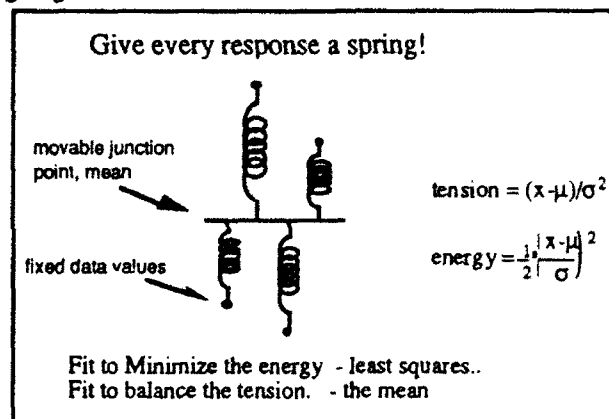 Give every response a spring!
movable junction
point, mean
tension = (x-μ)/σ²
fixed data values
energy = 1/2 (x-μ/σ)²
Fit to Minimize the energy - least squares..
Fit to balance the tension. - the mean